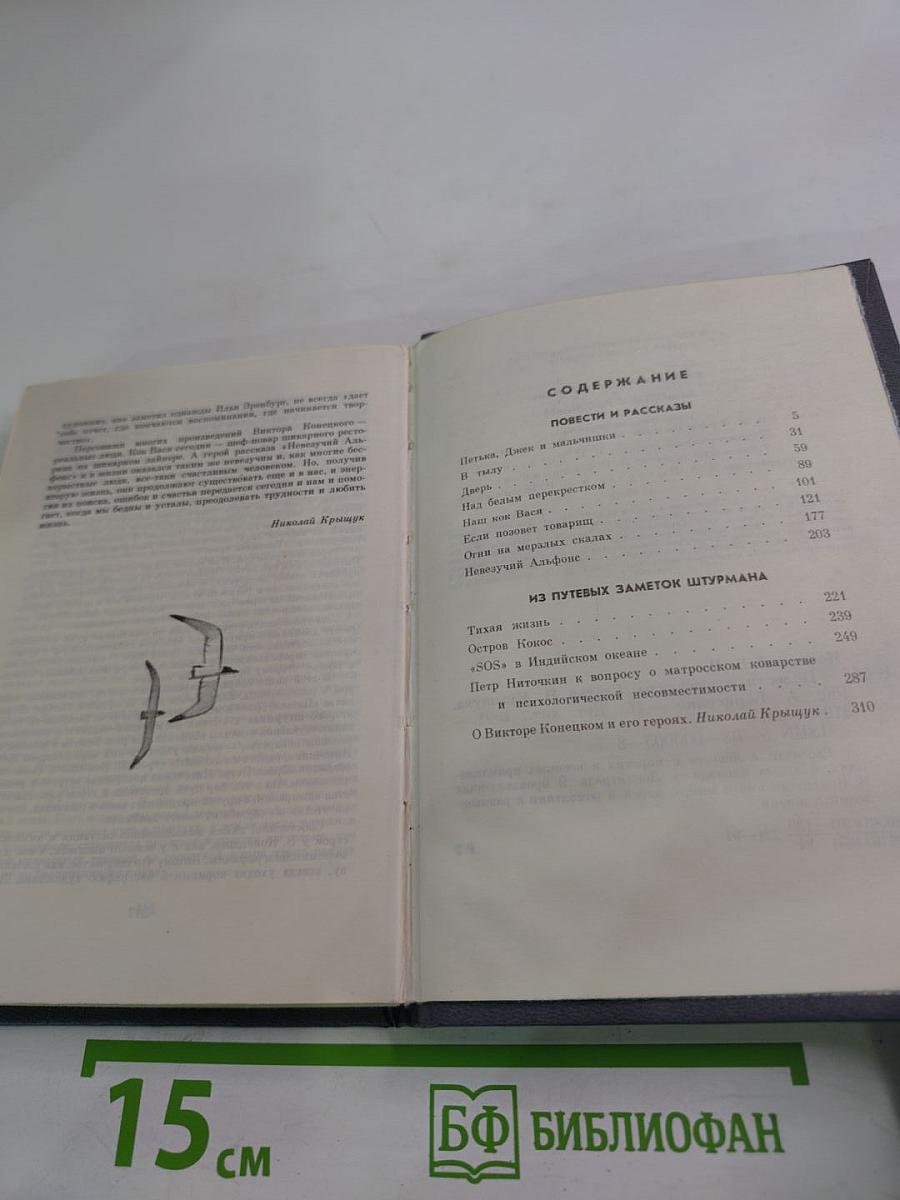 художник, как заметил однажды Илья Эренбург, не всегда «дает
себе отчет, где кончаются воспоминания, где начинается твор-
чество».
Персонажи многих произведений Виктора Конецкого —
реальные люди. Кок Вася сегодня — шеф-повар шикарного ресто-
рана на шикарном лайнере. А герой рассказа «Невезучий Аль-
фонс» и в жизни оказался таким же невезучим и, как многие бес-
корыстные люди, все-таки счастливым человеком. Но, получив
вторую жизнь, они продолжают существовать еще и в нас, и энер-
гия их поиска, ошибок и счастья передается сегодня и нам и помо-
гает, когда мы бедны и усталы, преодолевать трудности и любить
жизнь.
Николай Крыщук
СОДЕРЖАНИЕ
ПОВЕСТИ И РАССКАЗЫ
Петька, Джек и мальчишки . . . . . . . . . 5
В тылу . . . . . . . . . . . . . . . 31
Дверь . . . . . . . . . . . . . . . 59
Над белым перекрестком . . . . . . . . . 89
Наш кок Вася . . . . . . . . . . . . . 101
Если позовет товарищ . . . . . . . . . . 121
Огни на мерзлых скалах . . . . . . . . . 177
Невезучий Альфонс . . . . . . . . . . . 203
ИЗ ПУТЕВЫХ ЗАМЕТОК ШТУРМАНА
Тихая жизнь . . . . . . . . . . . . . 221
Остров Кокос . . . . . . . . . . . . . 239
«SOS» в Индийском океане . . . . . . . . 249
Петр Ниточкин к вопросу о матросском коварстве
и психологической несовместимости . . . . 287
О Викторе Конецком и его героях. Николай Крыщук . 310
15 см
БФ БИБЛИОФАН